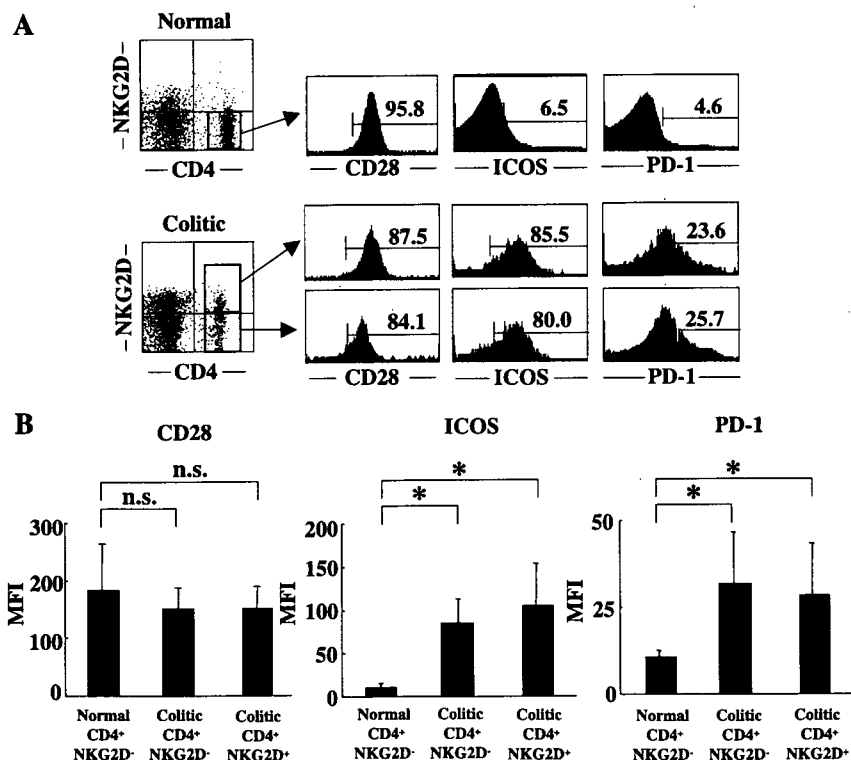 A
Normal
NKG2D
CD4
95.8
CD28
6.5
ICOS
4.6
PD-1
Colitic
NKG2D
CD4
87.5
85.5
23.6
84.1
80.0
25.7
CD28
ICOS
PD-1
B
CD28
n.s.
n.s.
300
200
100
0
MFI
Normal CD4+ NKG2D-
Colitic CD4+ NKG2D-
Colitic CD4+ NKG2D+
ICOS
*
*
200
150
100
50
0
MFI
Normal CD4+ NKG2D-
Colitic CD4+ NKG2D-
Colitic CD4+ NKG2D+
PD-1
*
*
50
25
0
MFI
Normal CD4+ NKG2D-
Colitic CD4+ NKG2D-
Colitic CD4+ NKG2D+